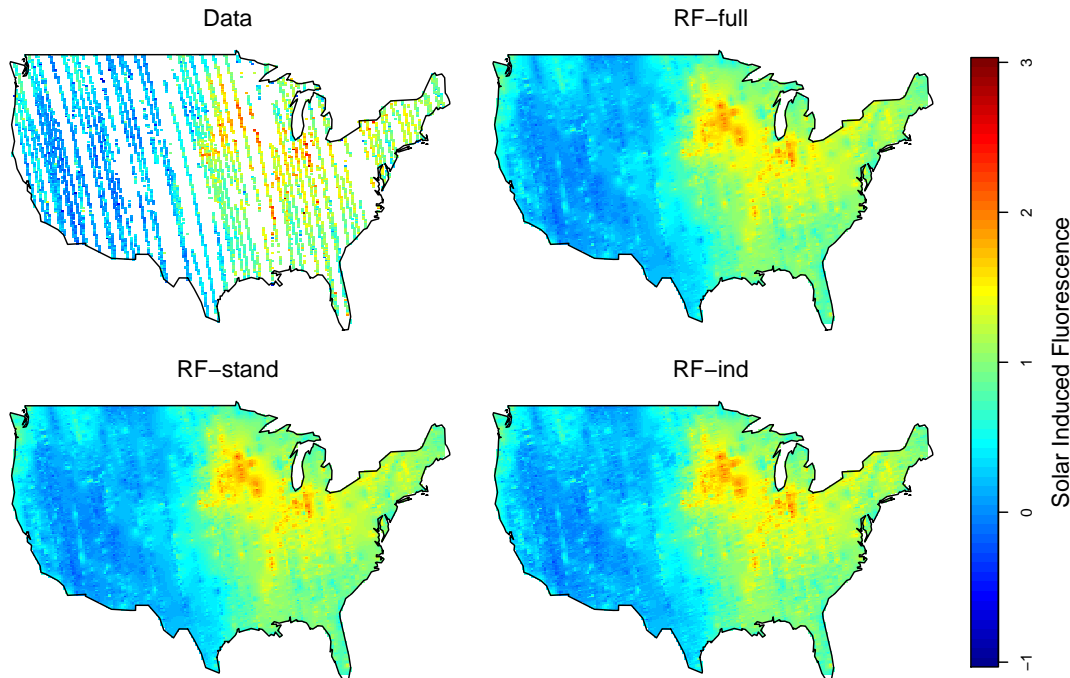 Data
RF−full
RF−stand
RF−ind
3
2
1
0
−1
Solar Induced Fluorescence